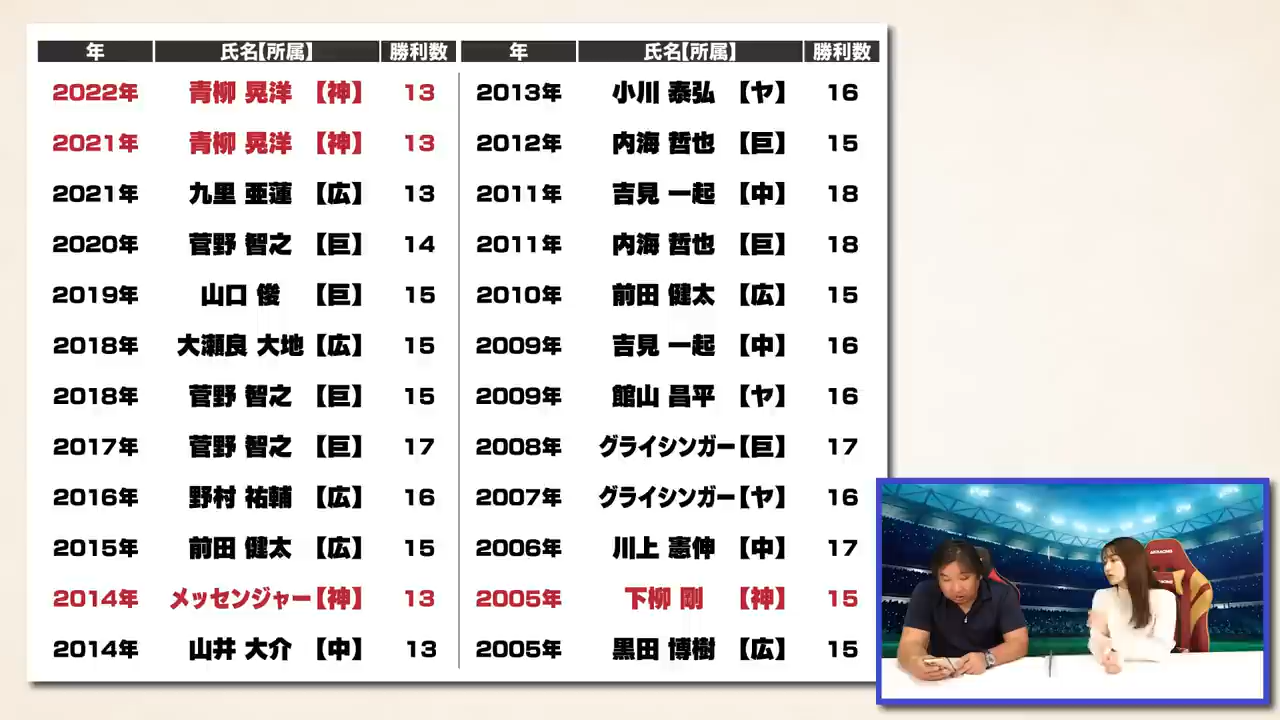 年 氏名【所属】 勝利数 年 氏名【所属】 勝利数
2022年 青柳 晃洋 【神】 13 2013年 小川 泰弘 【ヤ】 16
2021年 青柳 晃洋 【神】 13 2012年 内海 哲也 【巨】 15
2021年 九里 亜蓮 【広】 13 2011年 吉見 一起 【中】 18
2020年 菅野 智之 【巨】 14 2011年 内海 哲也 【巨】 18
2019年 山口 俊 【巨】 15 2010年 前田 健太 【広】 15
2018年 大瀬良 大地【広】 15 2009年 吉見 一起 【中】 16
2018年 菅野 智之 【巨】 15 2009年 館山 昌平 【ヤ】 16
2017年 菅野 智之 【巨】 17 2008年 グライシンガー【巨】 17
2016年 野村 祐輔 【広】 16 2007年 グライシンガー【ヤ】 16
2015年 前田 健太 【広】 15 2006年 川上 憲伸 【中】 17
2014年 メッセンジャー【神】 13 2005年 下柳 剛 【神】 15
2014年 山井 大介 【中】 13 2005年 黒田 博樹 【広】 15
AKRACING